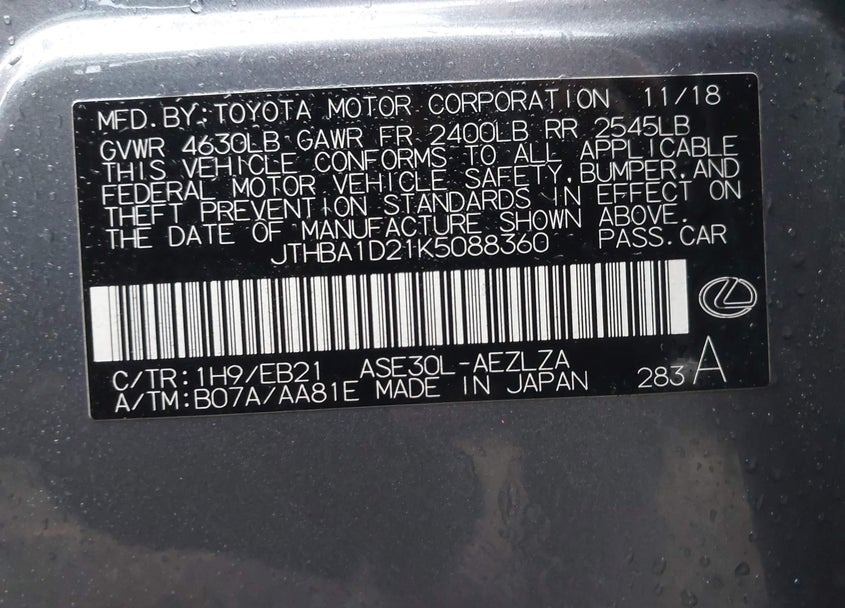 MFD.BY:TOYOTA MOTOR CORPORATION 11/18
GVWR 4630LB GAWR FR 2400LB RR 2545LB
THIS VEHICLE CONFORMS TO ALL APPLICABLE
FEDERAL MOTOR VEHICLE SAFETY,BUMPER,AND
THEFT PREVENTION STANDARDS IN EFFECT ON
THE DATE OF MANUFACTURE SHOWN ABOVE.
JTHBA1D21K5088360 PASS.CAR
C/TR:1H9/EB21 ASE30L-AEZLZA
A/TM:B07A/AA81E MADE IN JAPAN 283 A